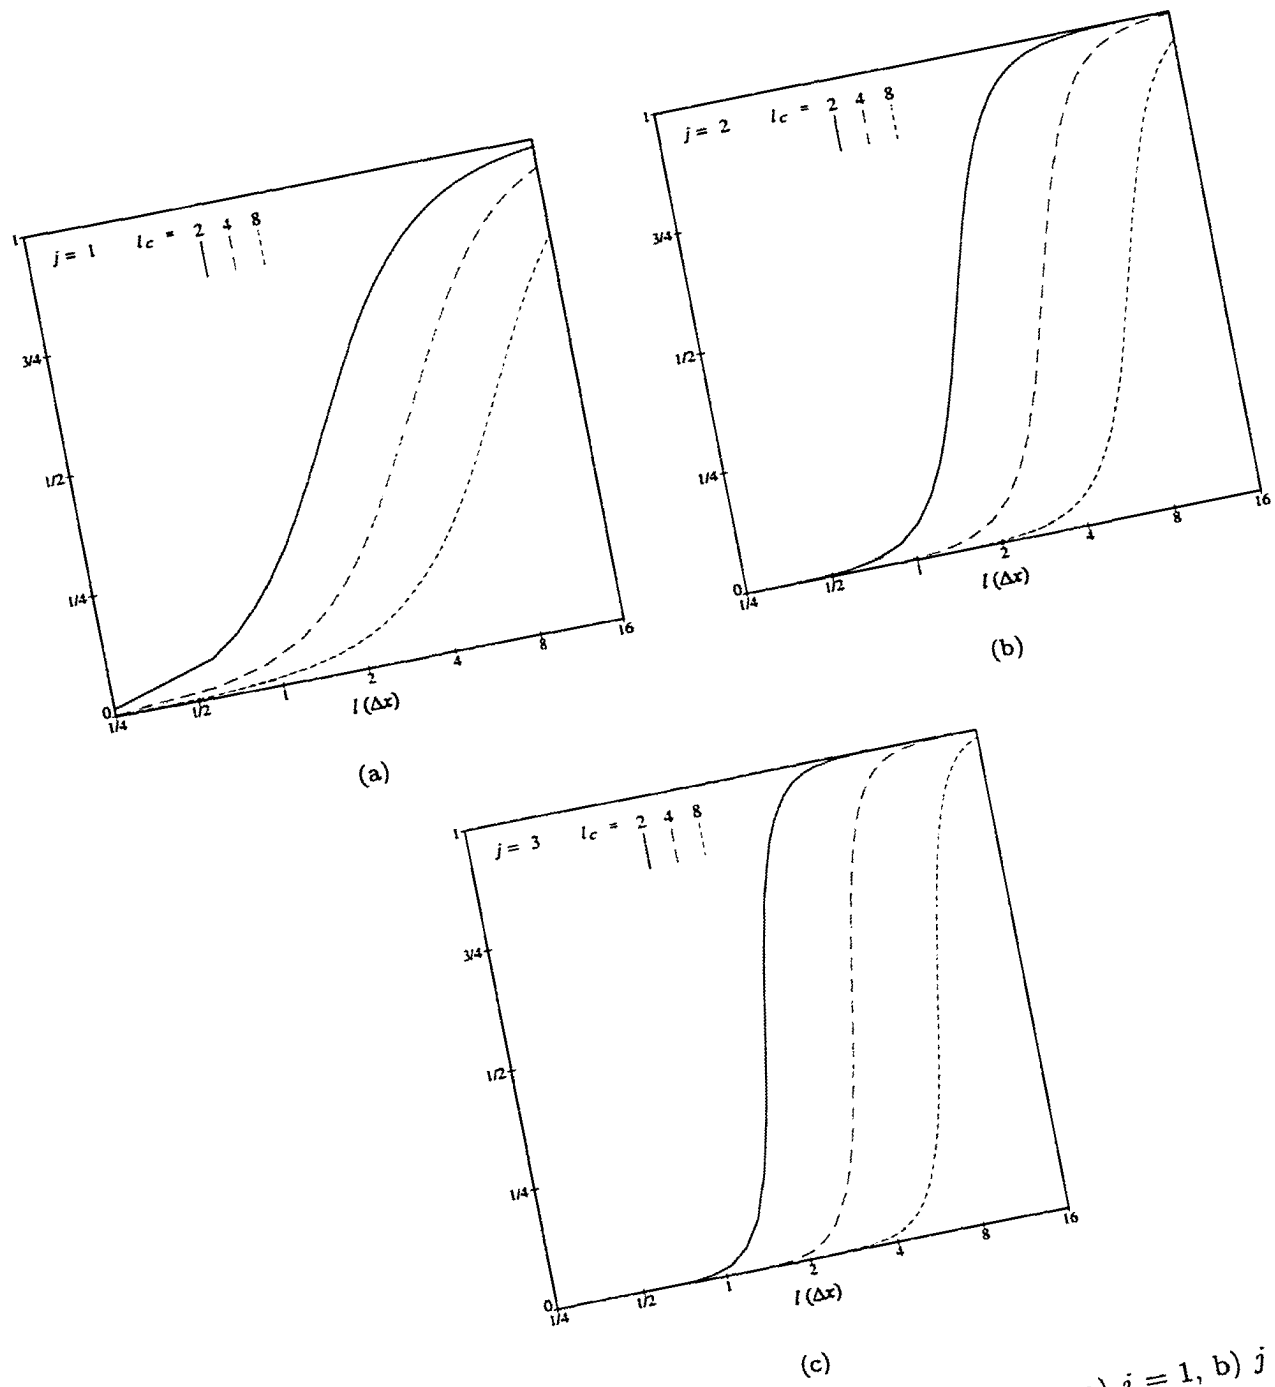 1
j = 1 l_c = 2 4 8
3/4
1/2
1/4
0
1/4 1/2 1 2 4 8 16
l (Δx)
(a)
1
j = 2 l_c = 2 4 8
3/4
1/2
1/4
0
1/4 1/2 1 2 4 8 16
l (Δx)
(b)
1
j = 3 l_c = 2 4 8
3/4
1/2
1/4
0
1/4 1/2 1 2 4 8 16
l (Δx)
(c)
j = 1, b) j